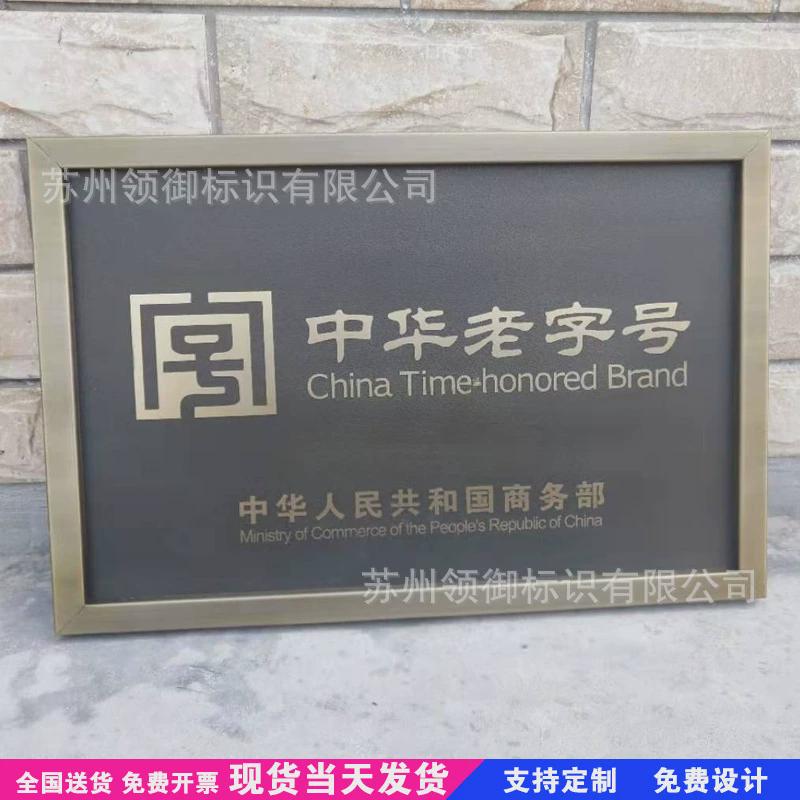 苏州领御标识有限公司
中华老字号
China Time-honored Brand
中华人民共和国商务部
Ministry of Commerce of the People's Republic of China
苏州领御标识有限公司
全国送货 免费开票 现货当天发货 支持定制 免费设计